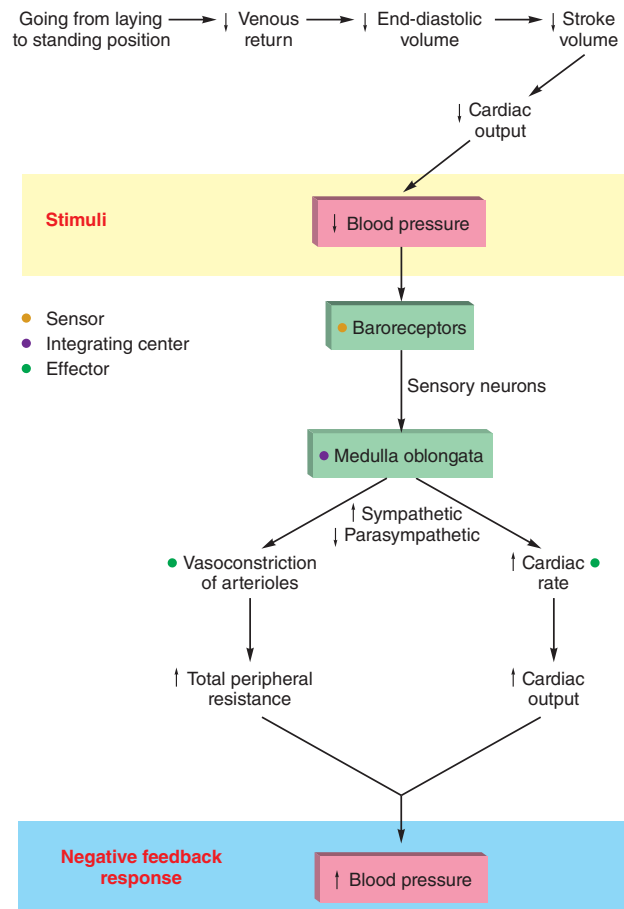 Going from laying
to standing position
↓ Venous
return
↓ End-diastolic
volume
↓ Stroke
volume
↓ Cardiac
output
Stimuli
↓ Blood pressure
Sensor
Integrating center
Effector
Baroreceptors
Sensory neurons
Medulla oblongata
↑ Sympathetic
↓ Parasympathetic
Vasoconstriction
of arterioles
↑ Cardiac
rate
↑ Total peripheral
resistance
↑ Cardiac
output
Negative feedback
response
↑ Blood pressure